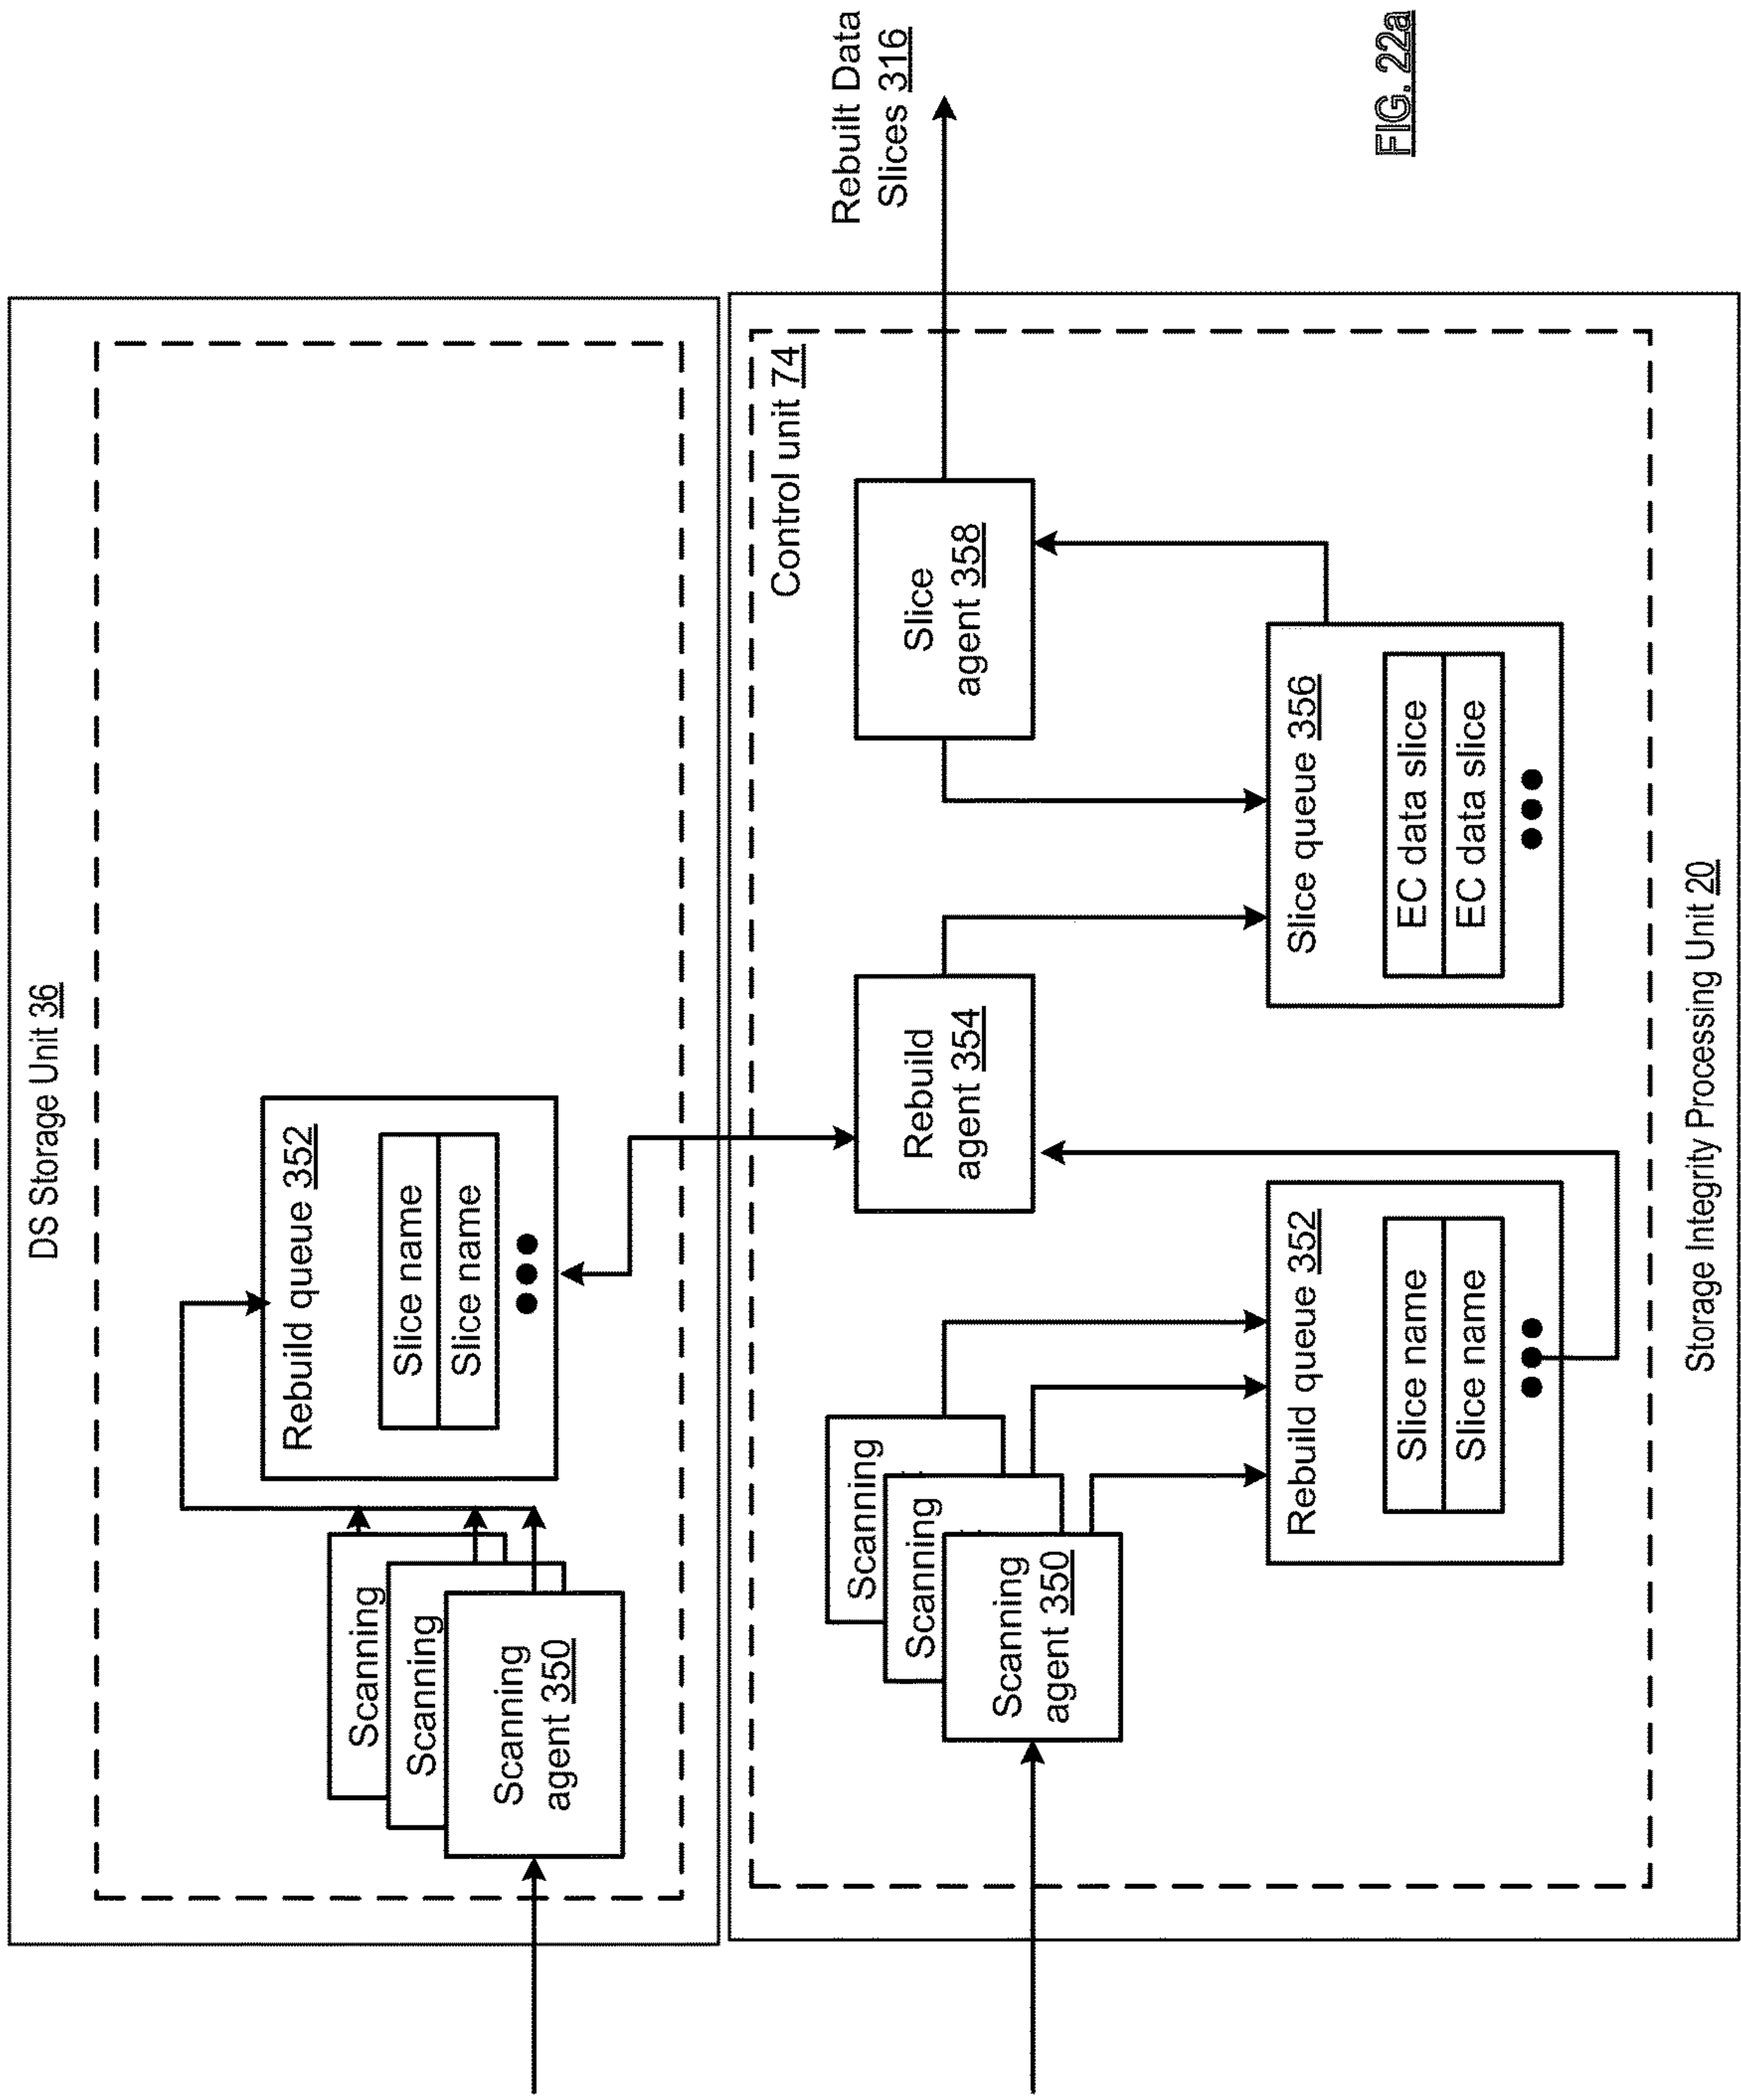 DS Storage Unit 36
Scanning
Scanning
Scanning
agent 350
Rebuild queue 352
Slice name
Slice name
Control unit 74
Scanning
Scanning
Scanning
agent 350
Rebuild queue 352
Slice name
Slice name
Rebuild
agent 354
Slice queue 356
EC data slice
EC data slice
Slice
agent 358
Rebuilt Data
Slices 316
Storage Integrity Processing Unit 20
FIG. 22a